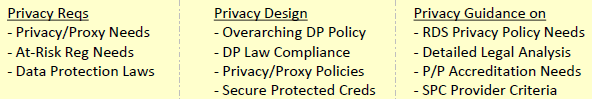 Privacy Reqs
- Privacy/Proxy Needs
- At-Risk Reg Needs
- Data Protection Laws
Privacy Design
- Overarching DP Policy
- DP Law Compliance
- Privacy/Proxy Policies
- Secure Protected Creds
Privacy Guidance on
- RDS Privacy Policy Needs
- Detailed Legal Analysis
- P/P Accreditation Needs
- SPC Provider Criteria